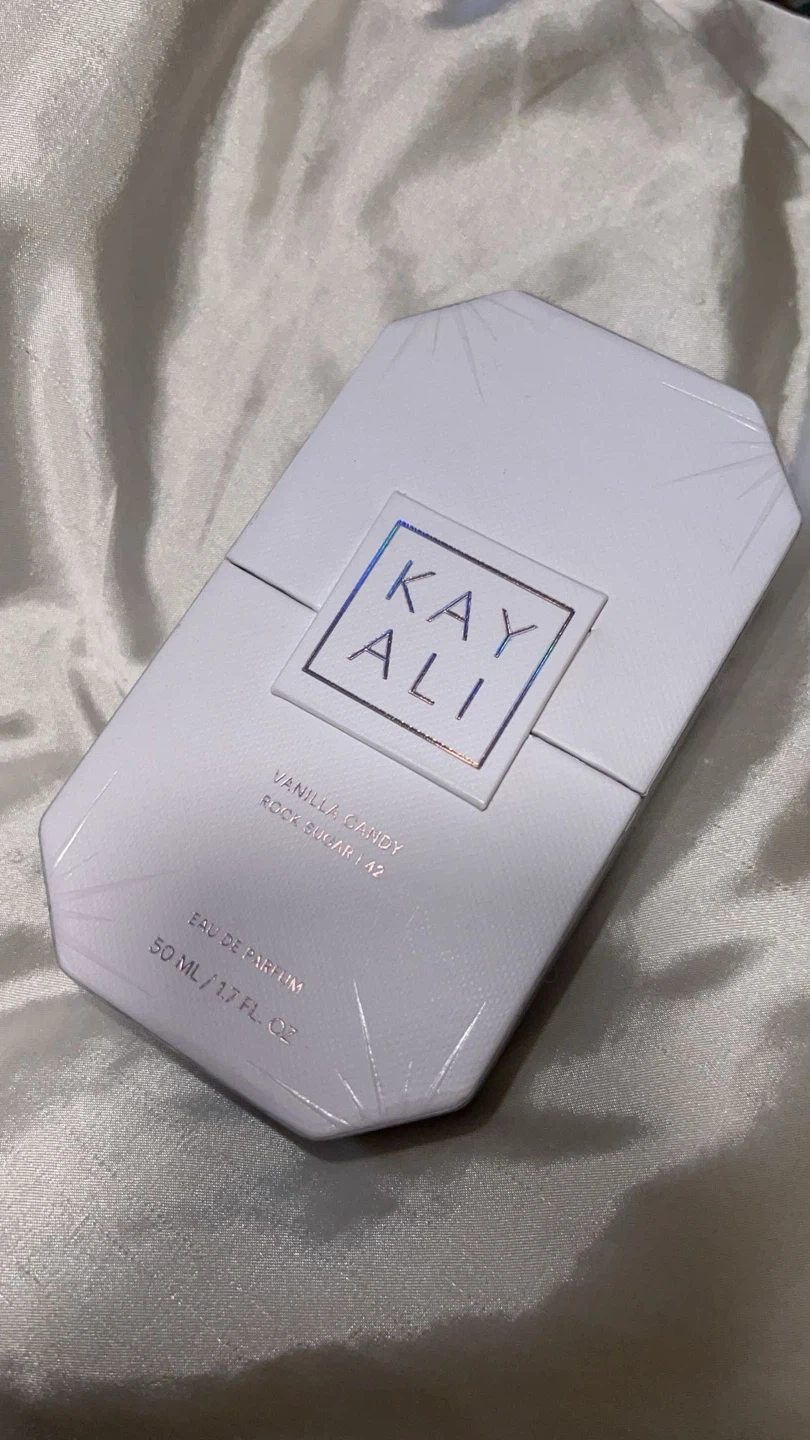 KAY
ALI
VANILLA CANDY
ROCK SUGAR | 42
EAU DE PARFUM
50 ML / 1.7 FL. OZ